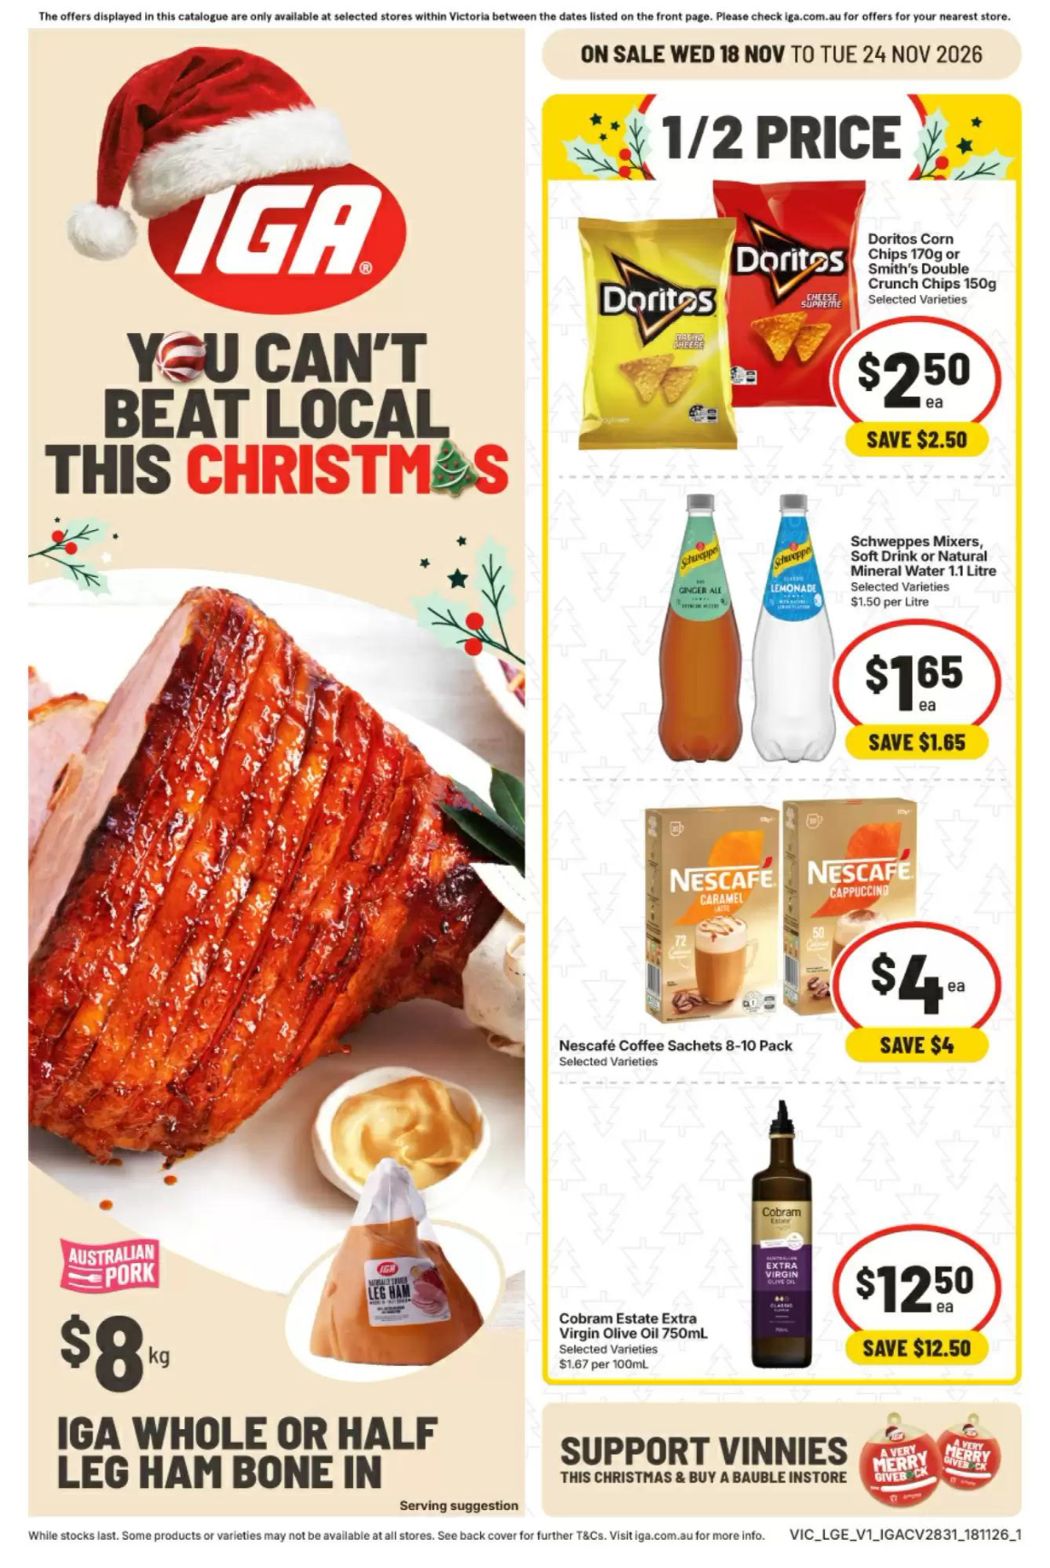 The offers displayed in this catalogue are only available at selected stores within Victoria between the dates listed on the front page. Please check iga.com.au for offers for your nearest store.
IGA®
YOU CAN'T
BEAT LOCAL
THIS CHRISTMAS
AUSTRALIAN
PORK
$8kg
IGA
LEG HAM
IGA WHOLE OR HALF
LEG HAM BONE IN
Serving suggestion
ON SALE WED 18 NOV TO TUE 24 NOV 2026
1/2 PRICE
Doritos
Doritos
CHEESE
SUPREME
Doritos Corn
Chips 170g or
Smith's Double
Crunch Chips 150g
Selected Varieties
$2.50
ea
SAVE $2.50
Schweppes
GINGER ALE
Schweppes
LEMONADE
Schweppes Mixers,
Soft Drink or Natural
Mineral Water 1.1 Litre
Selected Varieties
$1.50 per Litre
$1.65
ea
SAVE $1.65
NESCAFÉ
CARAMEL
LATTE
72
NESCAFÉ
CAPPUCCINO
50
$4 ea
SAVE $4
Nescafé Coffee Sachets 8-10 Pack
Selected Varieties
Cobram
Estate
AUSTRALIAN
EXTRA
VIRGIN
OLIVE OIL
CLASSIC
Cobram Estate Extra
Virgin Olive Oil 750mL
Selected Varieties
$1.67 per 100mL
$12.50
ea
SAVE $12.50
SUPPORT VINNIES
THIS CHRISTMAS & BUY A BAUBLE INSTORE
A VERY
MERRY
GIVEBACK
A VERY
MERRY
GIVEBACK
While stocks last. Some products or varieties may not be available at all stores. See back cover for further T&Cs. Visit iga.com.au for more info.
VIC_LGE_V1_IGACV2831_181126_1